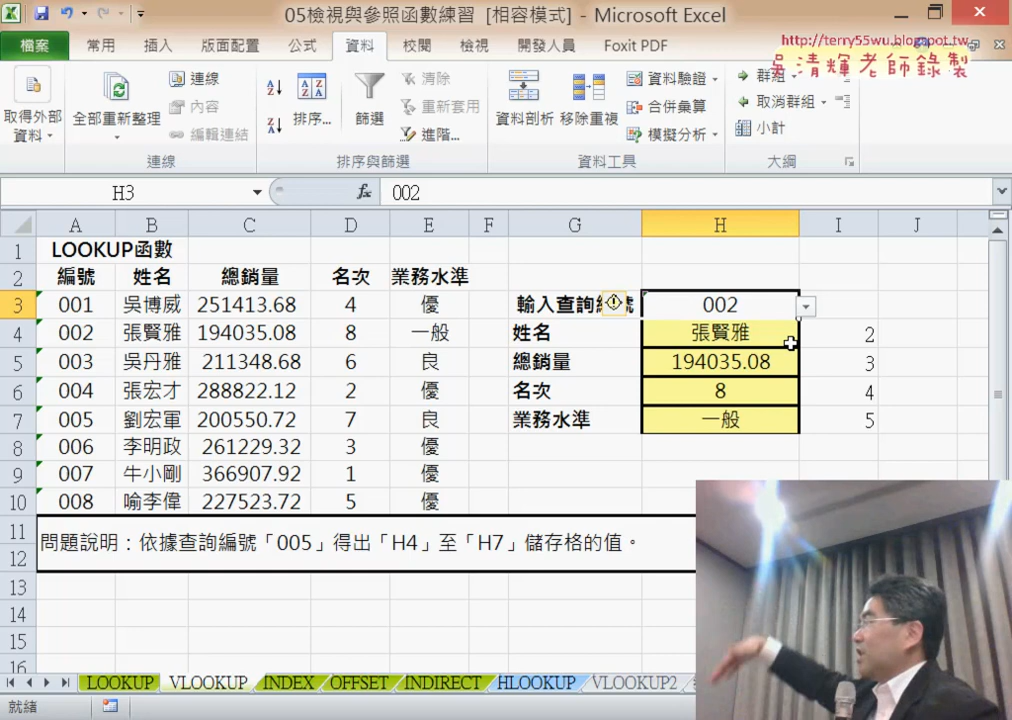 05檢視與參照函數練習 [相容模式] - Microsoft Excel
http://terry55wu.blogspot.tw
吳清輝老師錄製
檔案 常用 插入 版面配置 公式 資料 校閱 檢視 開發人員 Foxit PDF
取得外部資料 全部重新整理 連線 內容 編輯連結 排序... 篩選 清除 重新套用 進階... 資料剖析 移除重複 資料驗證 合併彙算 模擬分析 群組 取消群組 小計
連線 排序與篩選 資料工具 大綱
H3 fx 002
A B C D E F G H I J
1 LOOKUP函數
2 編號 姓名 總銷量 名次 業務水準
3 001 吳博威 251413.68 4 優 輸入查詢編號 002
4 002 張賢雅 194035.08 8 一般 姓名 張賢雅 2
5 003 吳丹雅 211348.68 6 良 總銷量 194035.08 3
6 004 張宏才 288822.12 2 優 名次 8 4
7 005 劉宏軍 200550.72 7 良 業務水準 一般 5
8 006 李明政 261229.32 3 優
9 007 牛小剛 366907.92 1 優
10 008 喻李偉 227523.72 5 優
11 問題說明：依據查詢編號「005」得出「H4」至「H7」儲存格的值。
12
13
14
15
16
LOOKUP VLOOKUP INDEX OFFSET INDIRECT HLOOKUP VLOOKUP2
就緒